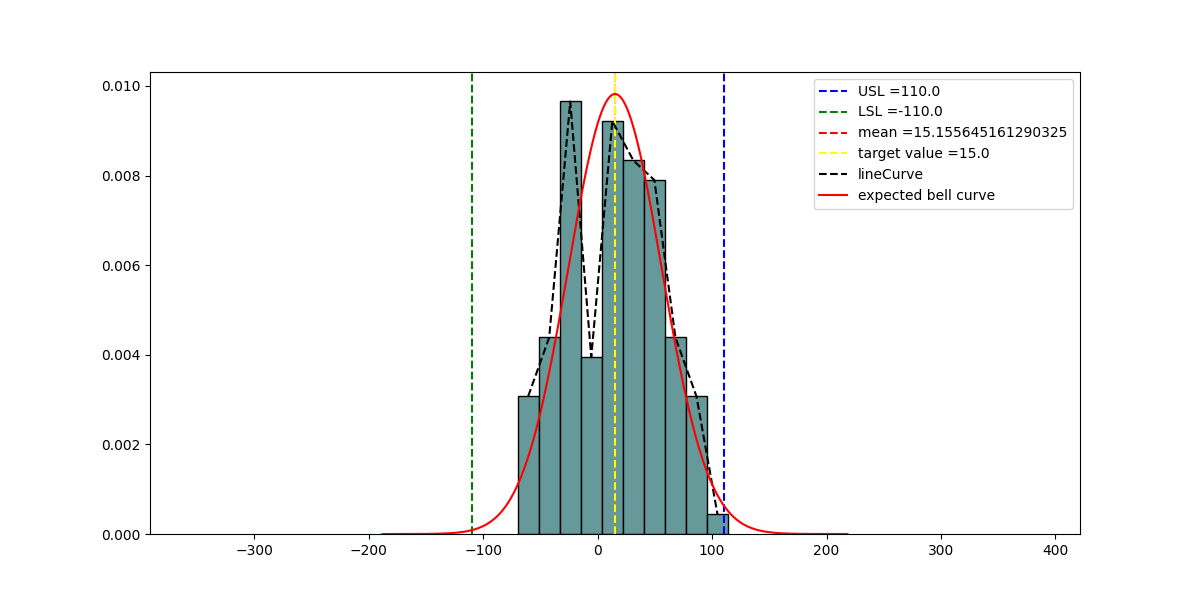 USL =110.0
LSL =-110.0
mean =15.155645161290325
target value =15.0
lineCurve
expected bell curve
0.010
0.008
0.006
0.004
0.002
0.000
−300 −200 −100 0 100 200 300 400